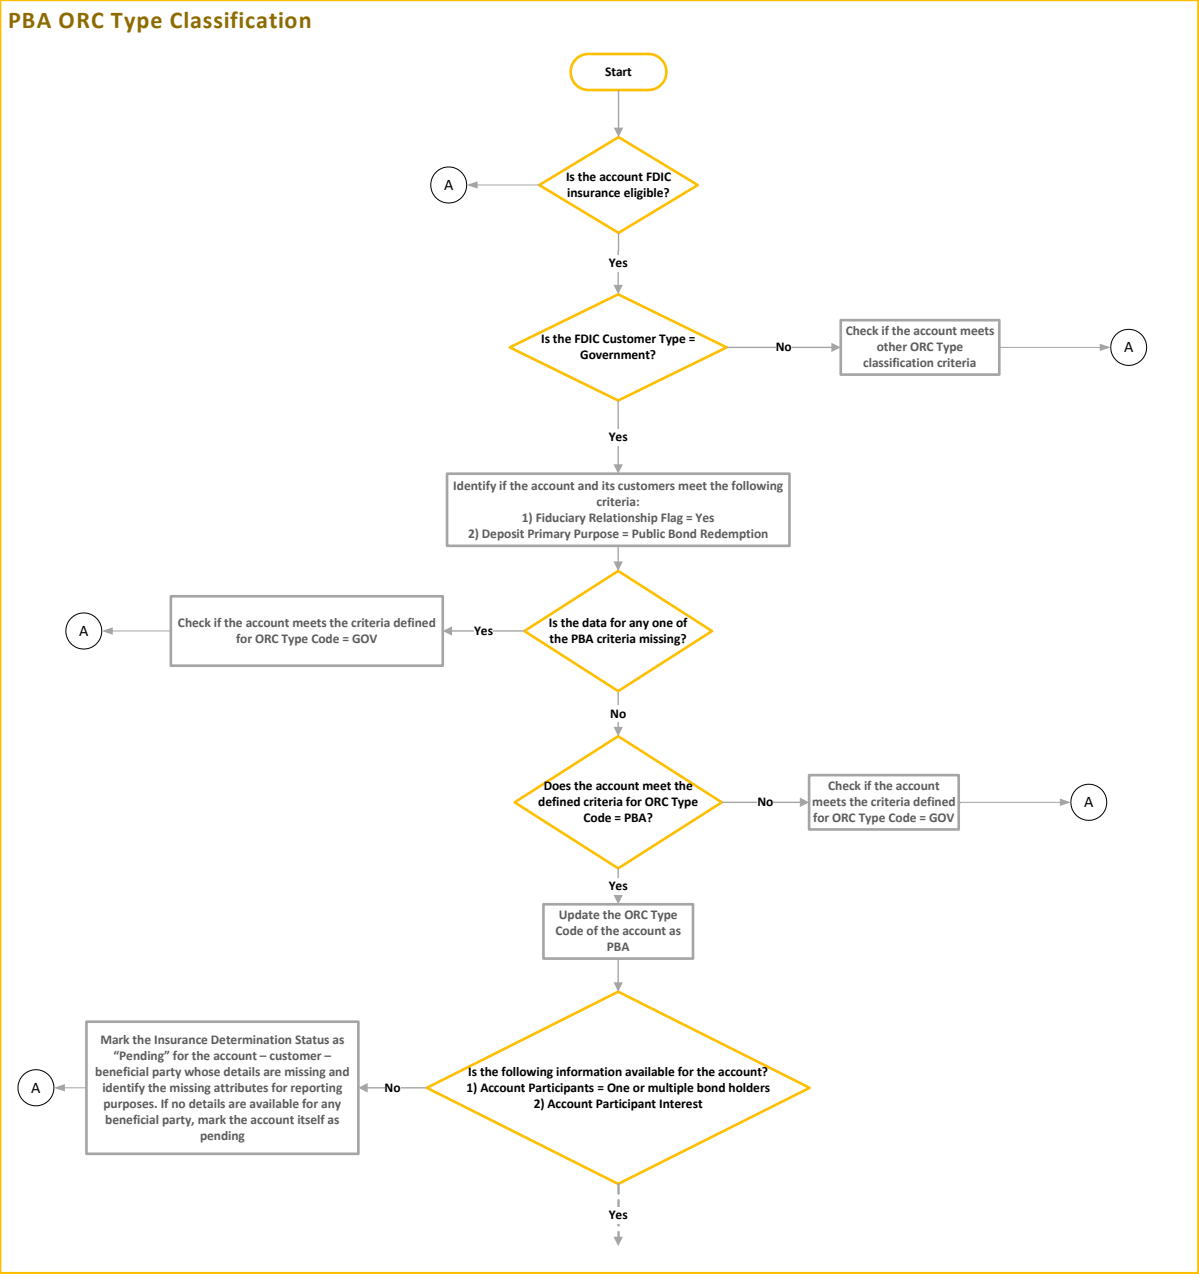 PBA ORC Type Classification
Start
Is the account FDIC
insurance eligible?
A
Yes
Is the FDIC Customer Type =
Government?
No
Check if the account meets
other ORC Type
classification criteria
A
Yes
Identify if the account and its customers meet the following
criteria:
1) Fiduciary Relationship Flag = Yes
2) Deposit Primary Purpose = Public Bond Redemption
Is the data for any one of
the PBA criteria missing?
Yes
Check if the account meets the criteria defined
for ORC Type Code = GOV
A
No
Does the account meet the
defined criteria for ORC Type
Code = PBA?
No
Check if the account
meets the criteria defined
for ORC Type Code = GOV
A
Yes
Update the ORC Type
Code of the account as
PBA
Is the following information available for the account?
1) Account Participants = One or multiple bond holders
2) Account Participant Interest
No
Mark the Insurance Determination Status as
“Pending” for the account – customer –
beneficial party whose details are missing and
identify the missing attributes for reporting
purposes. If no details are available for any
beneficial party, mark the account itself as
pending
A
Yes